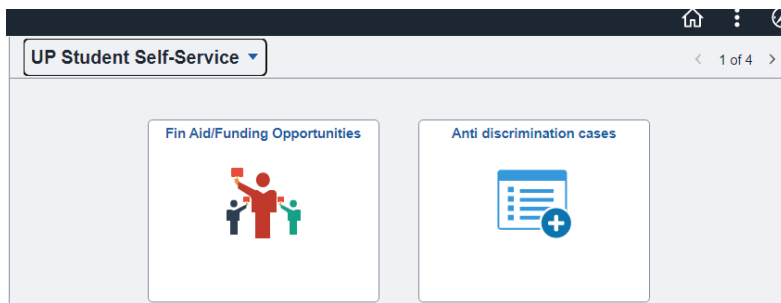 UP Student Self-Service
1 of 4
Fin Aid/Funding Opportunities
Anti discrimination cases